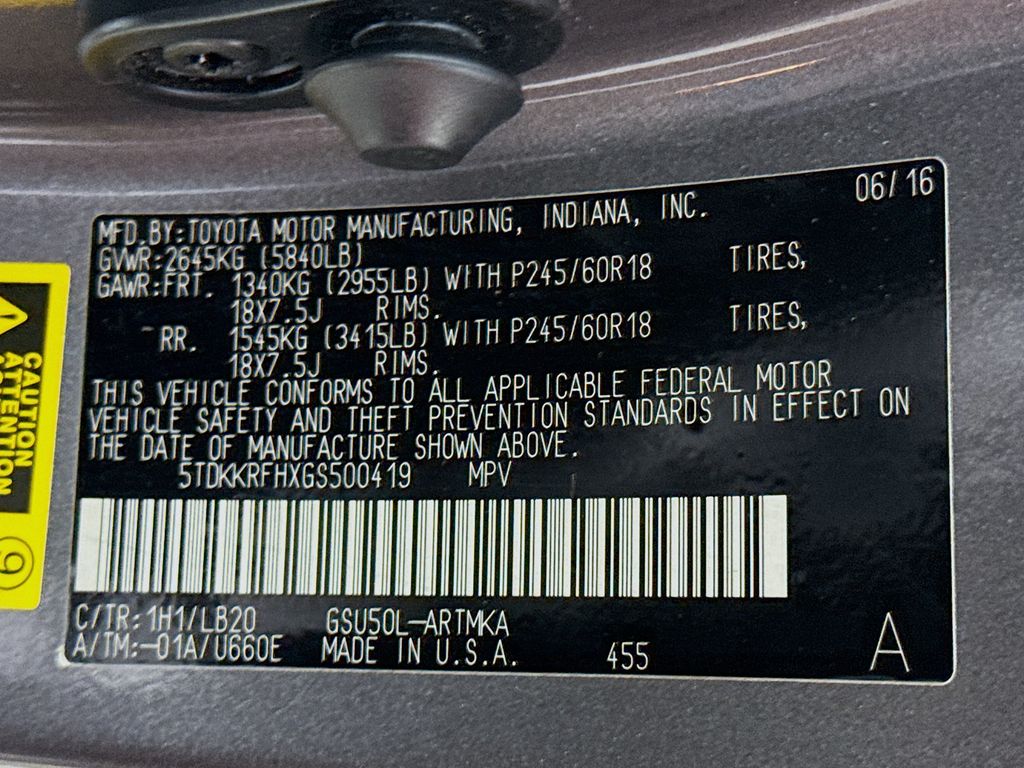 06/16
MFD.BY:TOYOTA MOTOR MANUFACTURING, INDIANA, INC.
GVWR:2645KG (5840LB)
GAWR:FRT. 1340KG (2955LB) WITH P245/60R18 TIRES,
18X7.5J RIMS.
RR. 1545KG (3415LB) WITH P245/60R18 TIRES,
18X7.5J RIMS.
THIS VEHICLE CONFORMS TO ALL APPLICABLE FEDERAL MOTOR
VEHICLE SAFETY AND THEFT PREVENTION STANDARDS IN EFFECT ON
THE DATE OF MANUFACTURE SHOWN ABOVE.
5TDKKRFHXGS500419 MPV
C/TR:1H1/LB20 GSU50L-ARTMKA
A/TM:-01A/U660E MADE IN U.S.A. 455 A
CAUTION
ATTENTION
9